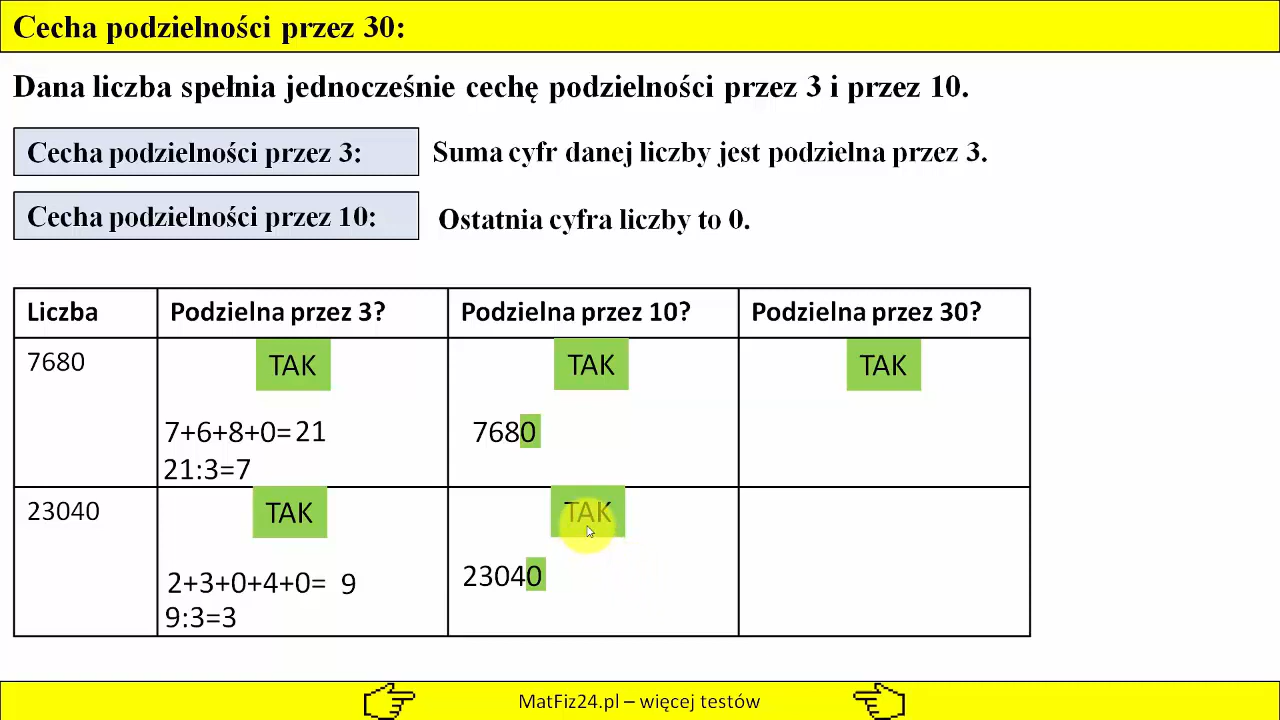 Cecha podzielności przez 30:
Dana liczba spełnia jednocześnie cechę podzielności przez 3 i przez 10.
Cecha podzielności przez 3: Suma cyfr danej liczby jest podzielna przez 3.
Cecha podzielności przez 10: Ostatnia cyfra liczby to 0.
Liczba Podzielna przez 3? Podzielna przez 10? Podzielna przez 30?
7680 TAK TAK TAK
7+6+8+0= 21 7680
21:3=7
23040 TAK TAK
2+3+0+4+0= 9 23040
9:3=3
MatFiz24.pl – więcej testów